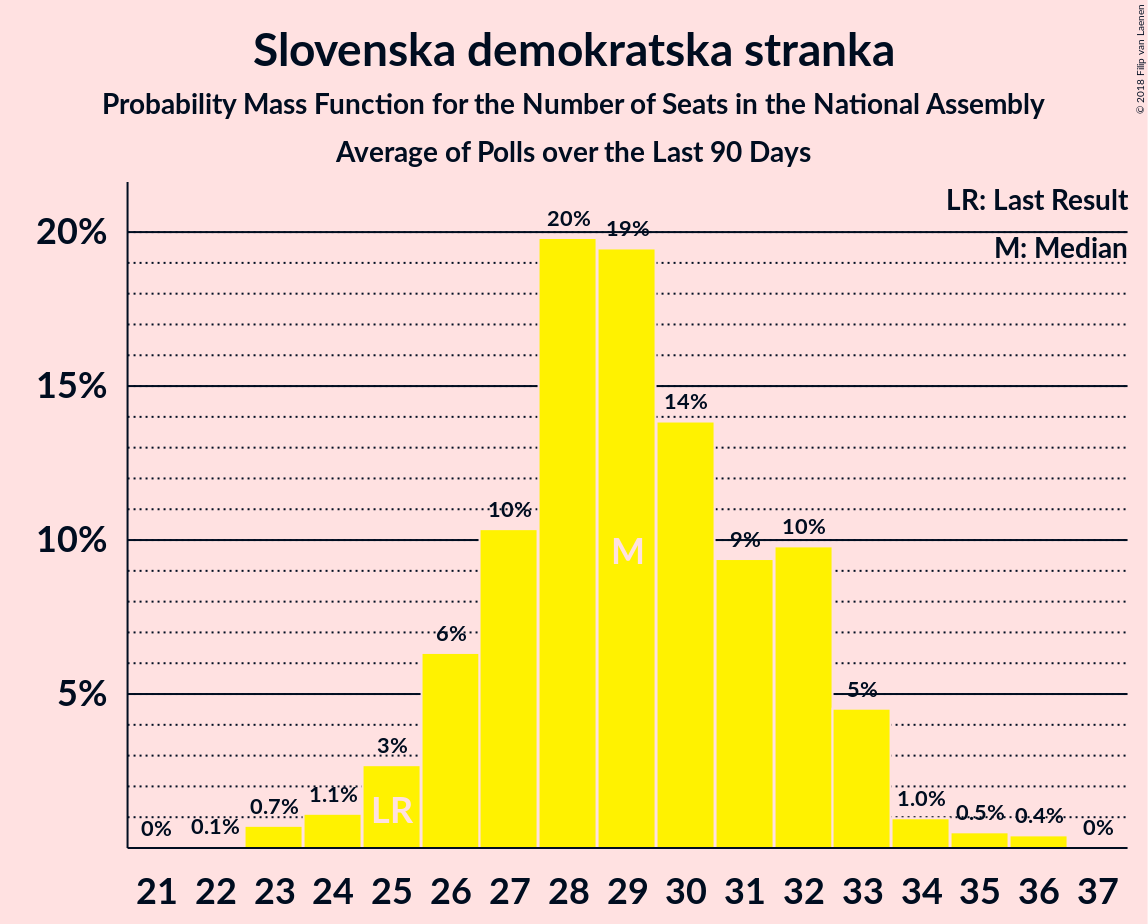 Slovenska demokratska stranka
Probability Mass Function for the Number of Seats in the National Assembly
Average of Polls over the Last 90 Days
© 2018 Filip van Laenen
LR: Last Result
M: Median
20%
15%
10%
5%
0% 0.1% 0.7% 1.1% 3% 6% 10% 20% 19% 14% 9% 10% 5% 1.0% 0.5% 0.4% 0%
LR M
21 22 23 24 25 26 27 28 29 30 31 32 33 34 35 36 37